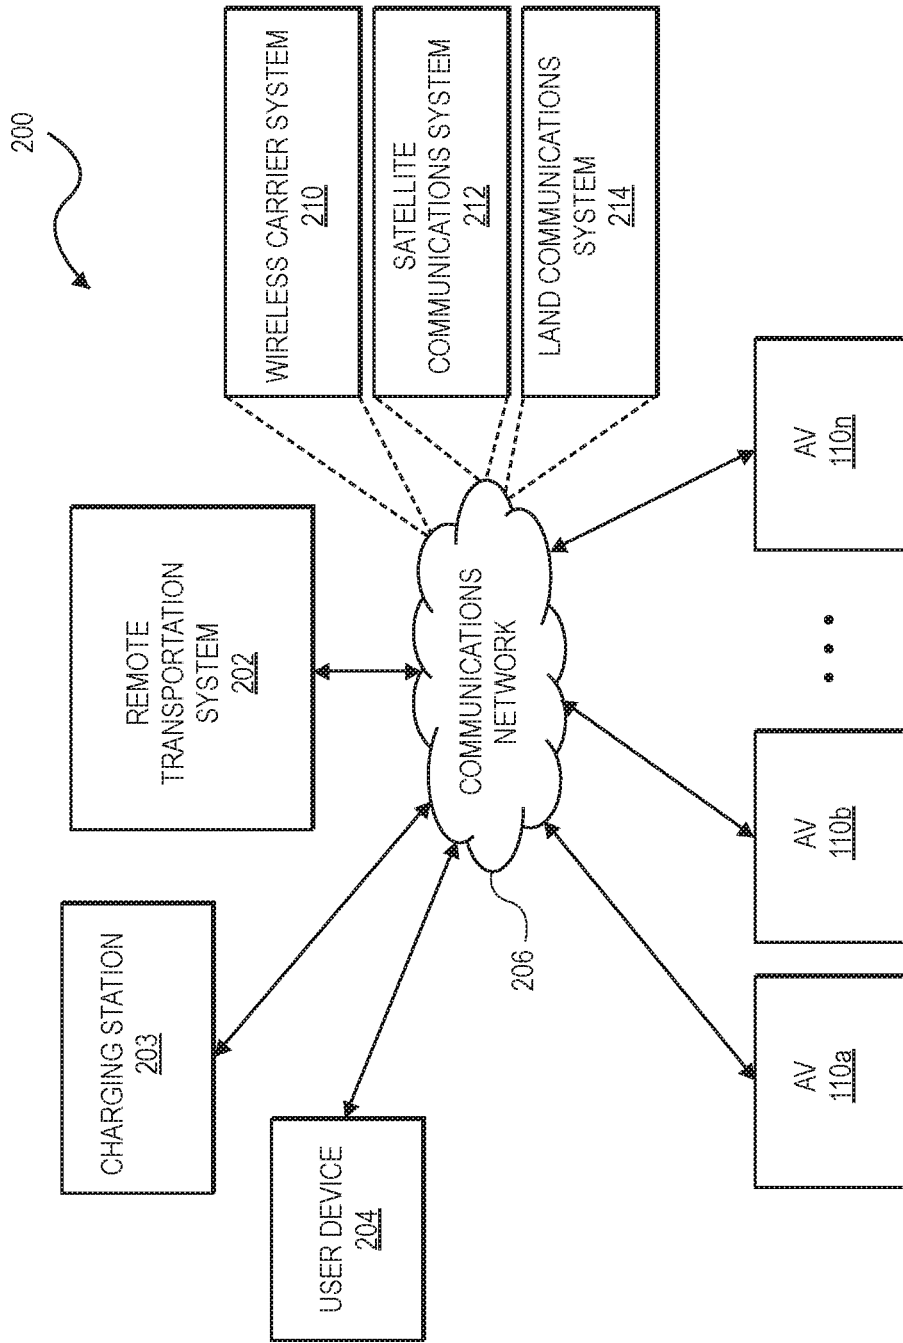 200
CHARGING STATION
203
REMOTE
TRANSPORTATION
SYSTEM
202
WIRELESS CARRIER SYSTEM
210
USER DEVICE
204
SATELLITE
COMMUNICATIONS SYSTEM
212
COMMUNICATIONS
NETWORK
206
LAND COMMUNICATIONS
SYSTEM
214
AV
110a
AV
110b
AV
110n